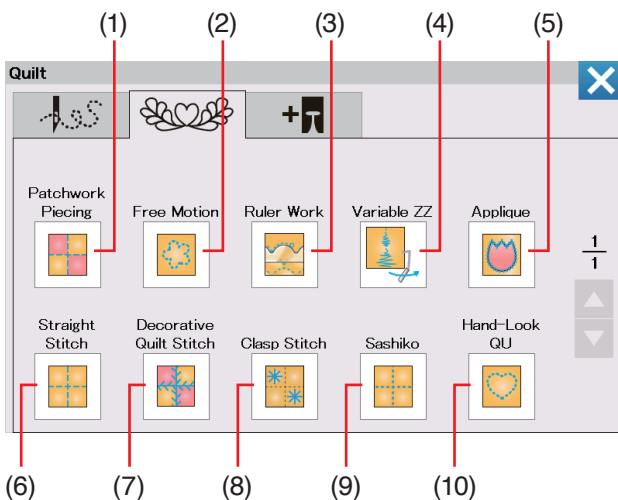 (1) (2) (3) (4) (5)
Quilt
Patchwork
Piecing
Free Motion
Ruler Work
Variable ZZ
Applique
1
1
Straight
Stitch
Decorative
Quilt Stitch
Clasp Stitch
Sashiko
Hand-Look
QU
(6) (7) (8) (9) (10)